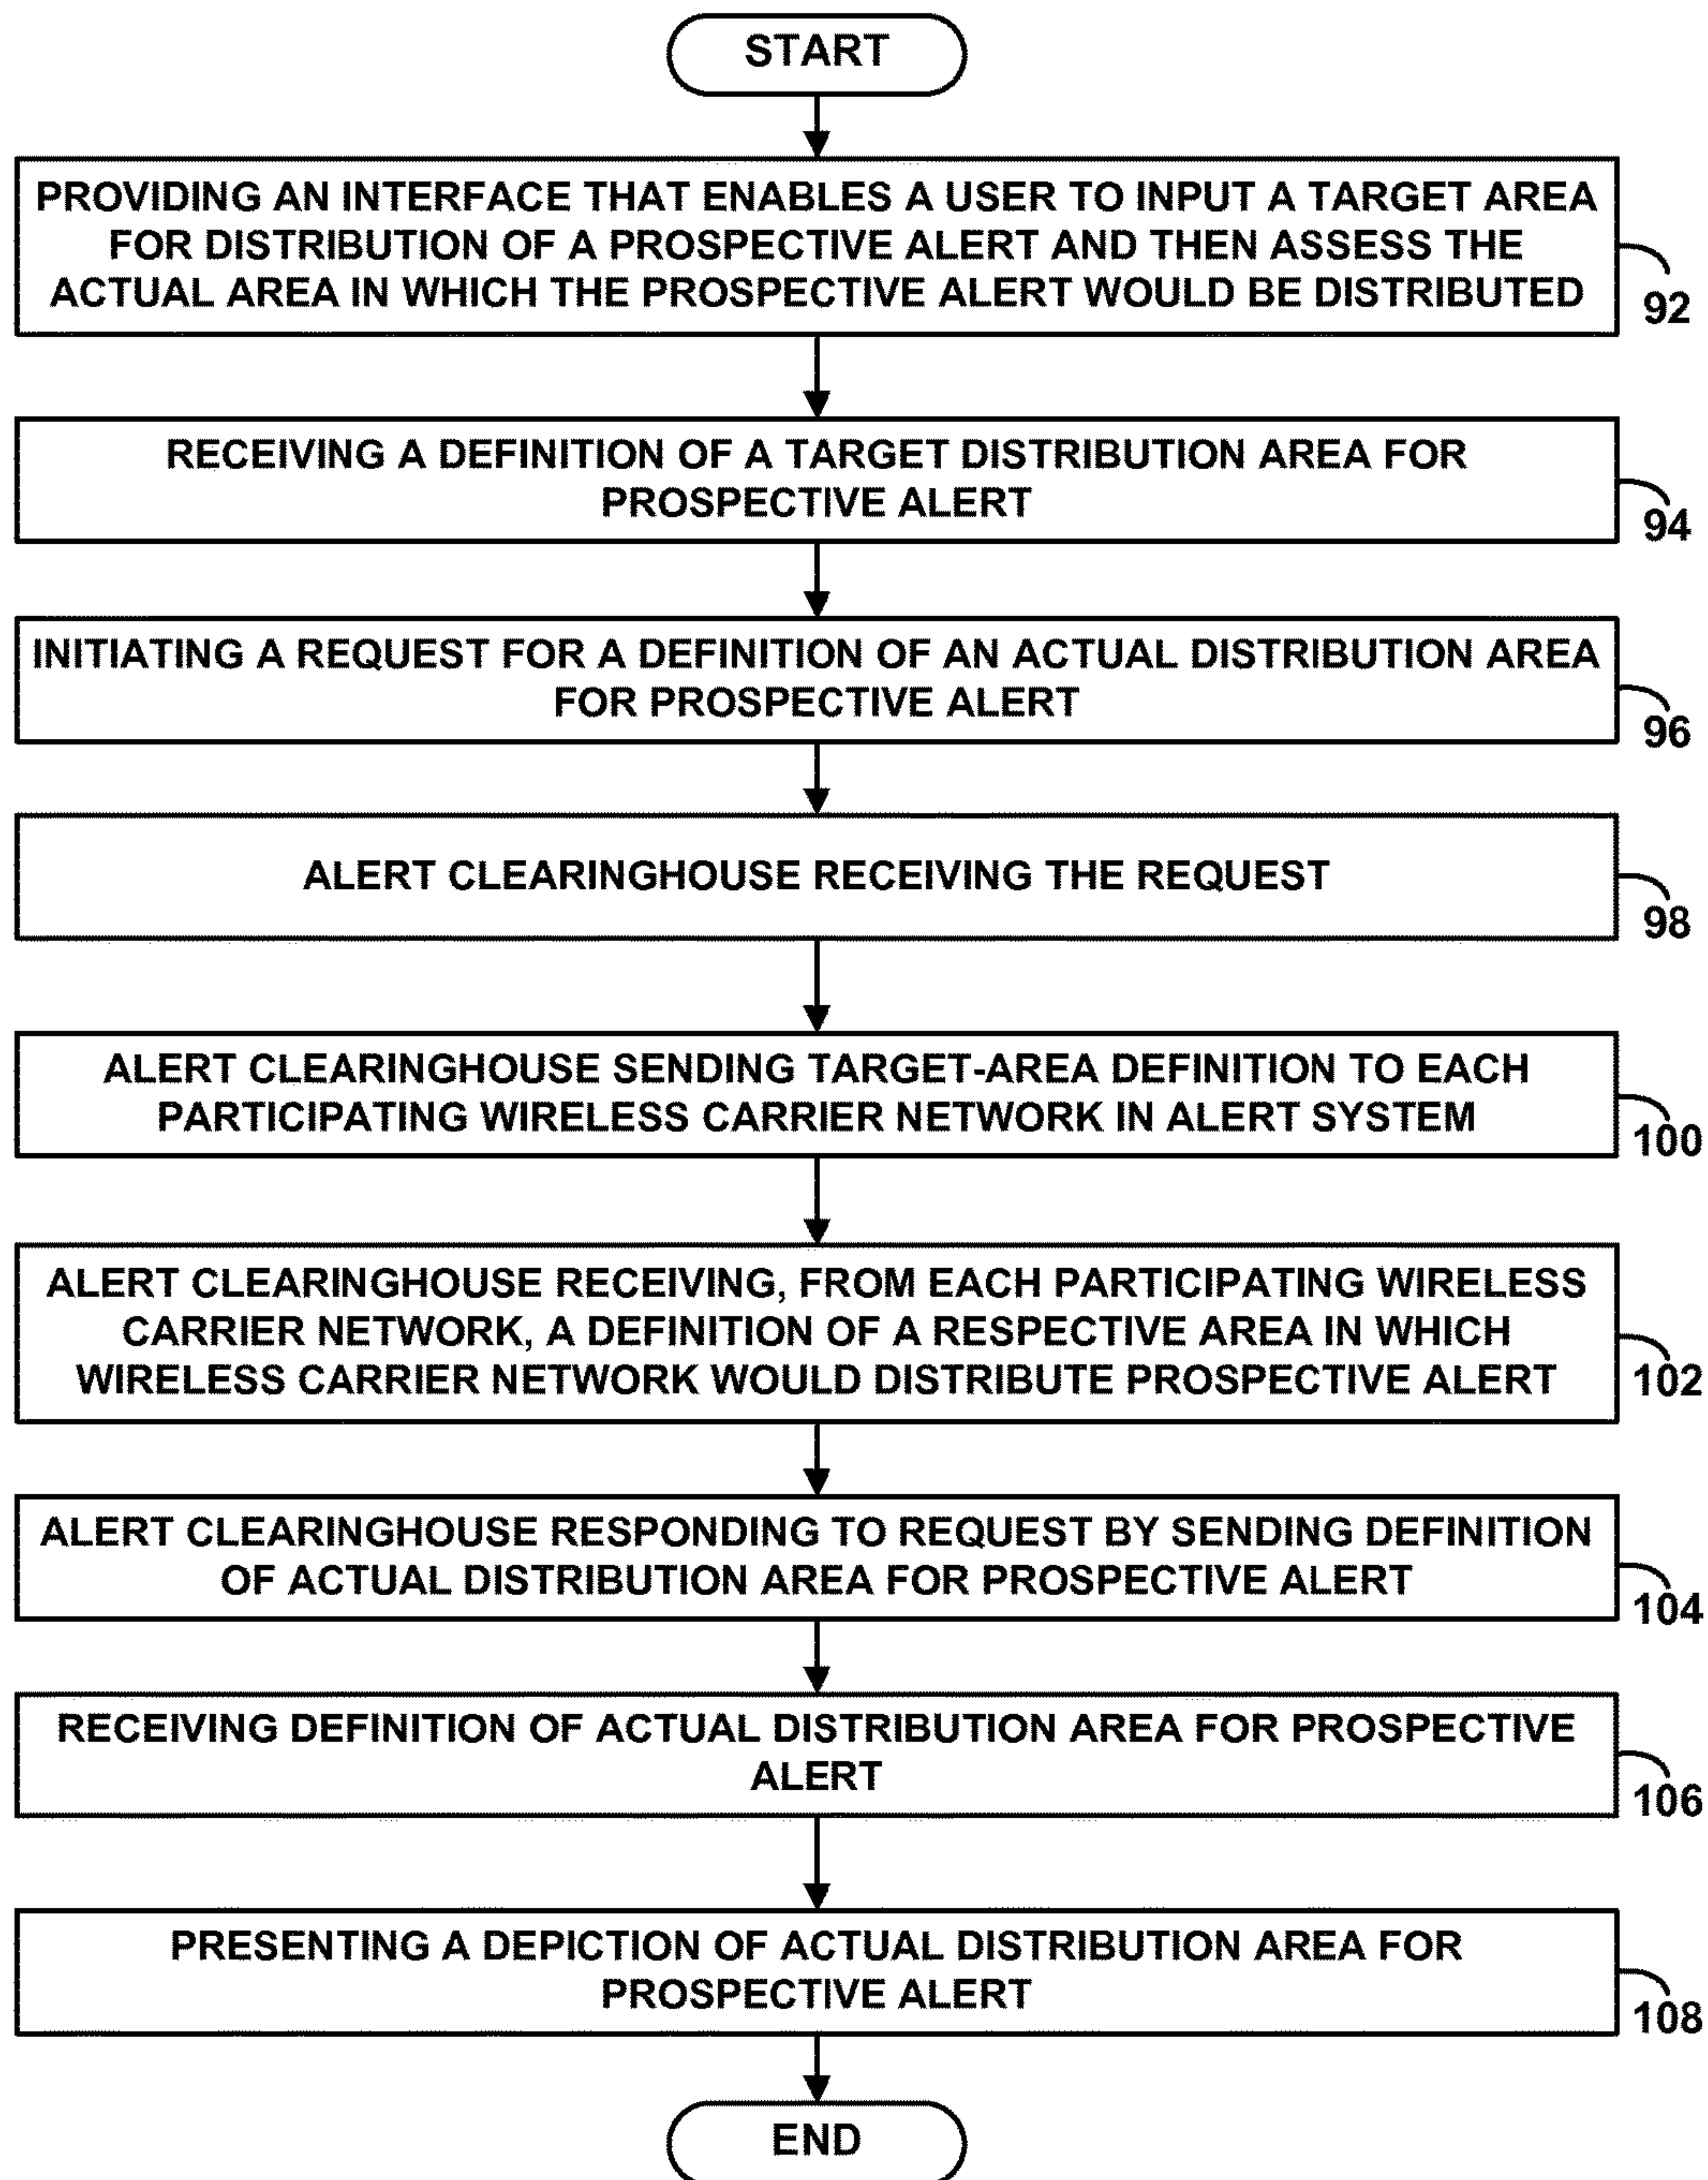 START
PROVIDING AN INTERFACE THAT ENABLES A USER TO INPUT A TARGET AREA
FOR DISTRIBUTION OF A PROSPECTIVE ALERT AND THEN ASSESS THE
ACTUAL AREA IN WHICH THE PROSPECTIVE ALERT WOULD BE DISTRIBUTED
92
RECEIVING A DEFINITION OF A TARGET DISTRIBUTION AREA FOR
PROSPECTIVE ALERT
94
INITIATING A REQUEST FOR A DEFINITION OF AN ACTUAL DISTRIBUTION AREA
FOR PROSPECTIVE ALERT
96
ALERT CLEARINGHOUSE RECEIVING THE REQUEST
98
ALERT CLEARINGHOUSE SENDING TARGET-AREA DEFINITION TO EACH
PARTICIPATING WIRELESS CARRIER NETWORK IN ALERT SYSTEM
100
ALERT CLEARINGHOUSE RECEIVING, FROM EACH PARTICIPATING WIRELESS
CARRIER NETWORK, A DEFINITION OF A RESPECTIVE AREA IN WHICH
WIRELESS CARRIER NETWORK WOULD DISTRIBUTE PROSPECTIVE ALERT
102
ALERT CLEARINGHOUSE RESPONDING TO REQUEST BY SENDING DEFINITION
OF ACTUAL DISTRIBUTION AREA FOR PROSPECTIVE ALERT
104
RECEIVING DEFINITION OF ACTUAL DISTRIBUTION AREA FOR PROSPECTIVE
ALERT
106
PRESENTING A DEPICTION OF ACTUAL DISTRIBUTION AREA FOR
PROSPECTIVE ALERT
108
END